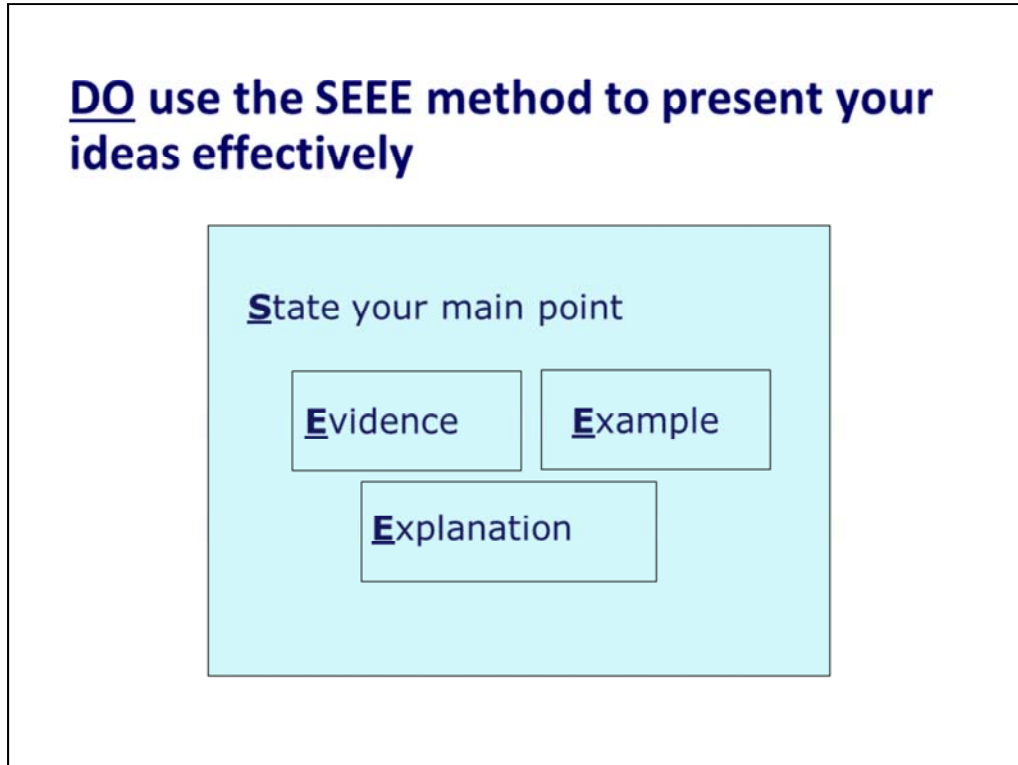 DO use the SEEE method to present your
ideas effectively
State your main point
Evidence
Example
Explanation